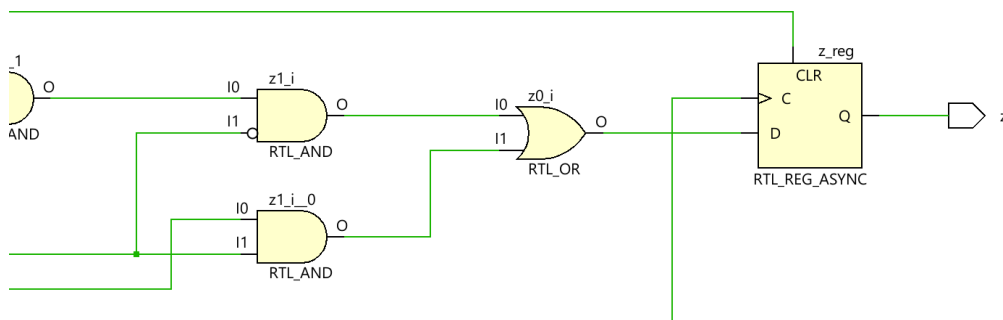 z_reg
_1
CLR
z1_i
O
I0
O
z0_i
I0
O
C
Q
z
AND
I1
I1
D
RTL_AND
RTL_OR
RTL_REG_ASYNC
z1_i__0
I0
O
I1
RTL_AND